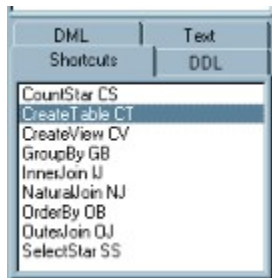 DML Text
Shortcuts DDL
CountStar CS
CreateTable CT
CreateView CV
GroupBy GB
InnerJoin IJ
NaturalJoin NJ
OrderBy OB
OuterJoin OJ
SelectStar SS